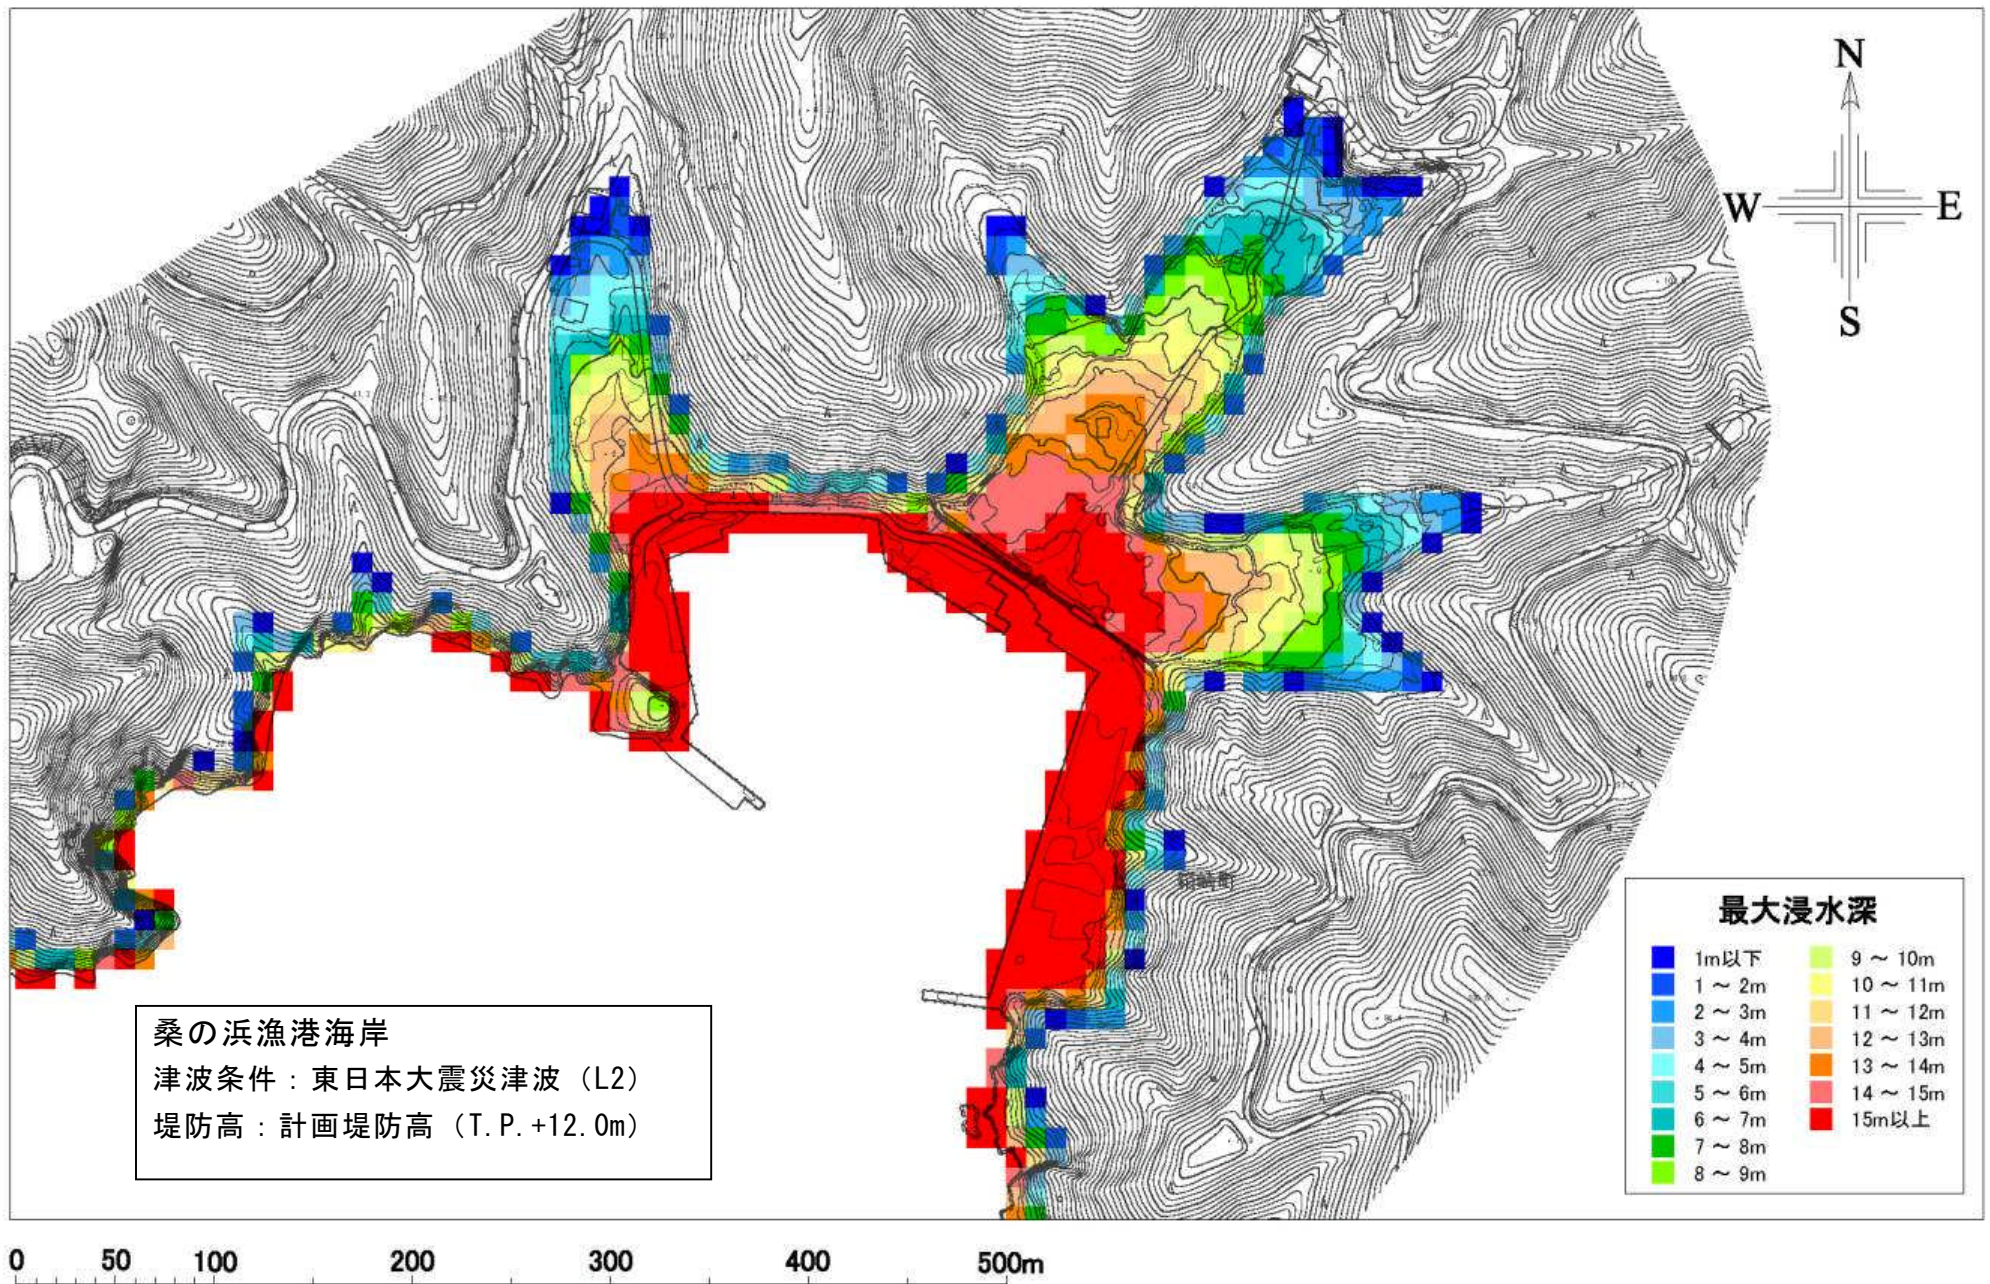 N
W
E
S
箱崎町
最大浸水深
1m以下
1 ～ 2m
2 ～ 3m
3 ～ 4m
4 ～ 5m
5 ～ 6m
6 ～ 7m
7 ～ 8m
8 ～ 9m
9 ～ 10m
10 ～ 11m
11 ～ 12m
12 ～ 13m
13 ～ 14m
14 ～ 15m
15m以上
桑の浜漁港海岸
津波条件：東日本大震災津波（L2）
堤防高：計画堤防高（T.P.+12.0m）
0 50 100 200 300 400 500m